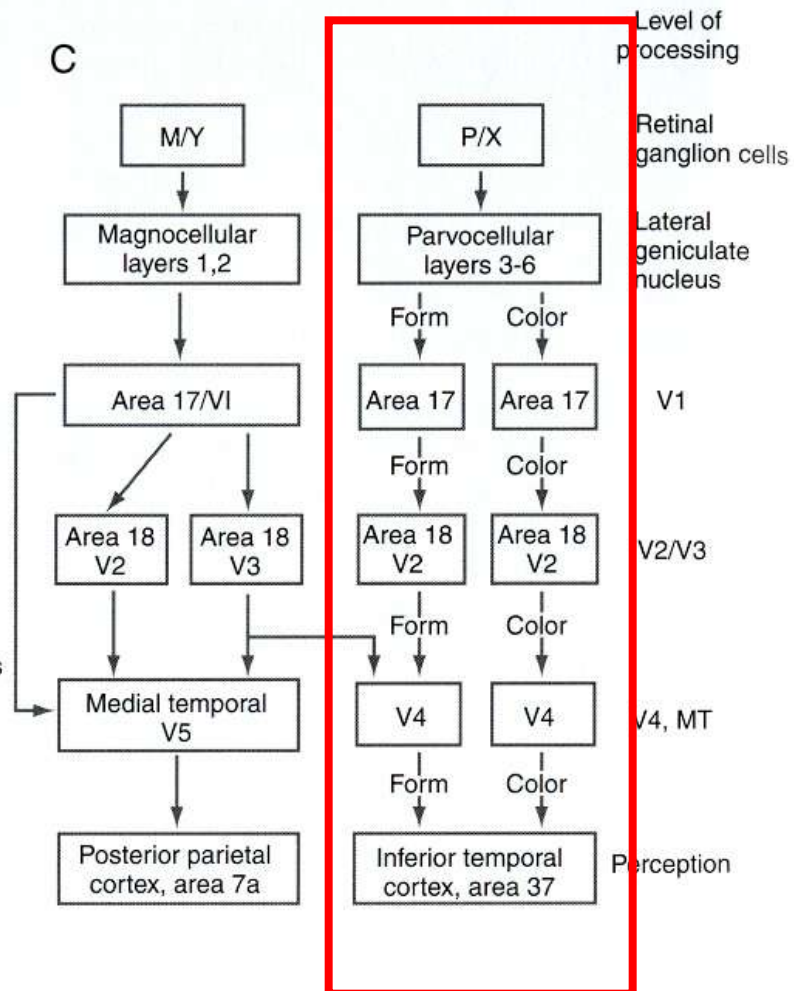 C
Level of
processing
M/Y
P/X
Retinal
ganglion cells
Magnocellular
layers 1,2
Parvocellular
layers 3-6
Lateral
geniculate
nucleus
Form
Color
Area 17/VI
Area 17
Area 17
V1
Form
Color
Area 18
V2
Area 18
V3
Area 18
V2
Area 18
V2
V2/V3
Form
Color
s
Medial temporal
V5
V4
V4
V4, MT
Form
Color
Posterior parietal
cortex, area 7a
Inferior temporal
cortex, area 37
Perception